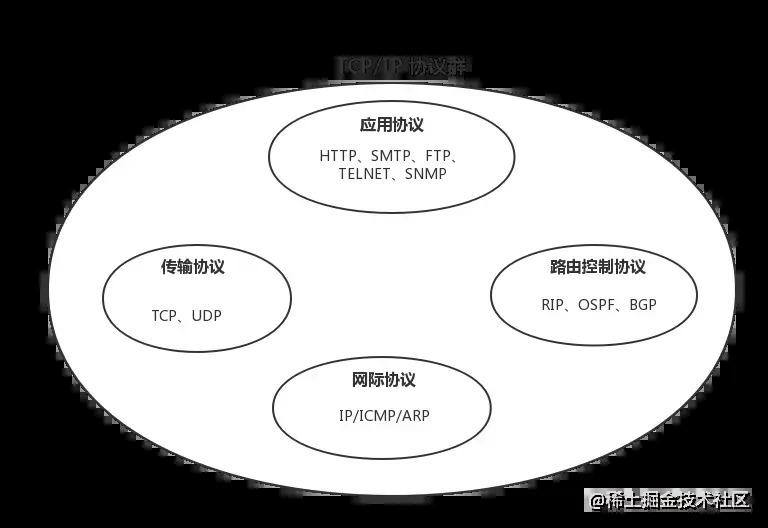 TCP/IP 协议群
应用协议
HTTP、SMTP、FTP、
TELNET、SNMP
传输协议
TCP、UDP
路由控制协议
RIP、OSPF、BGP
网际协议
IP/ICMP/ARP
@稀土掘金技术社区